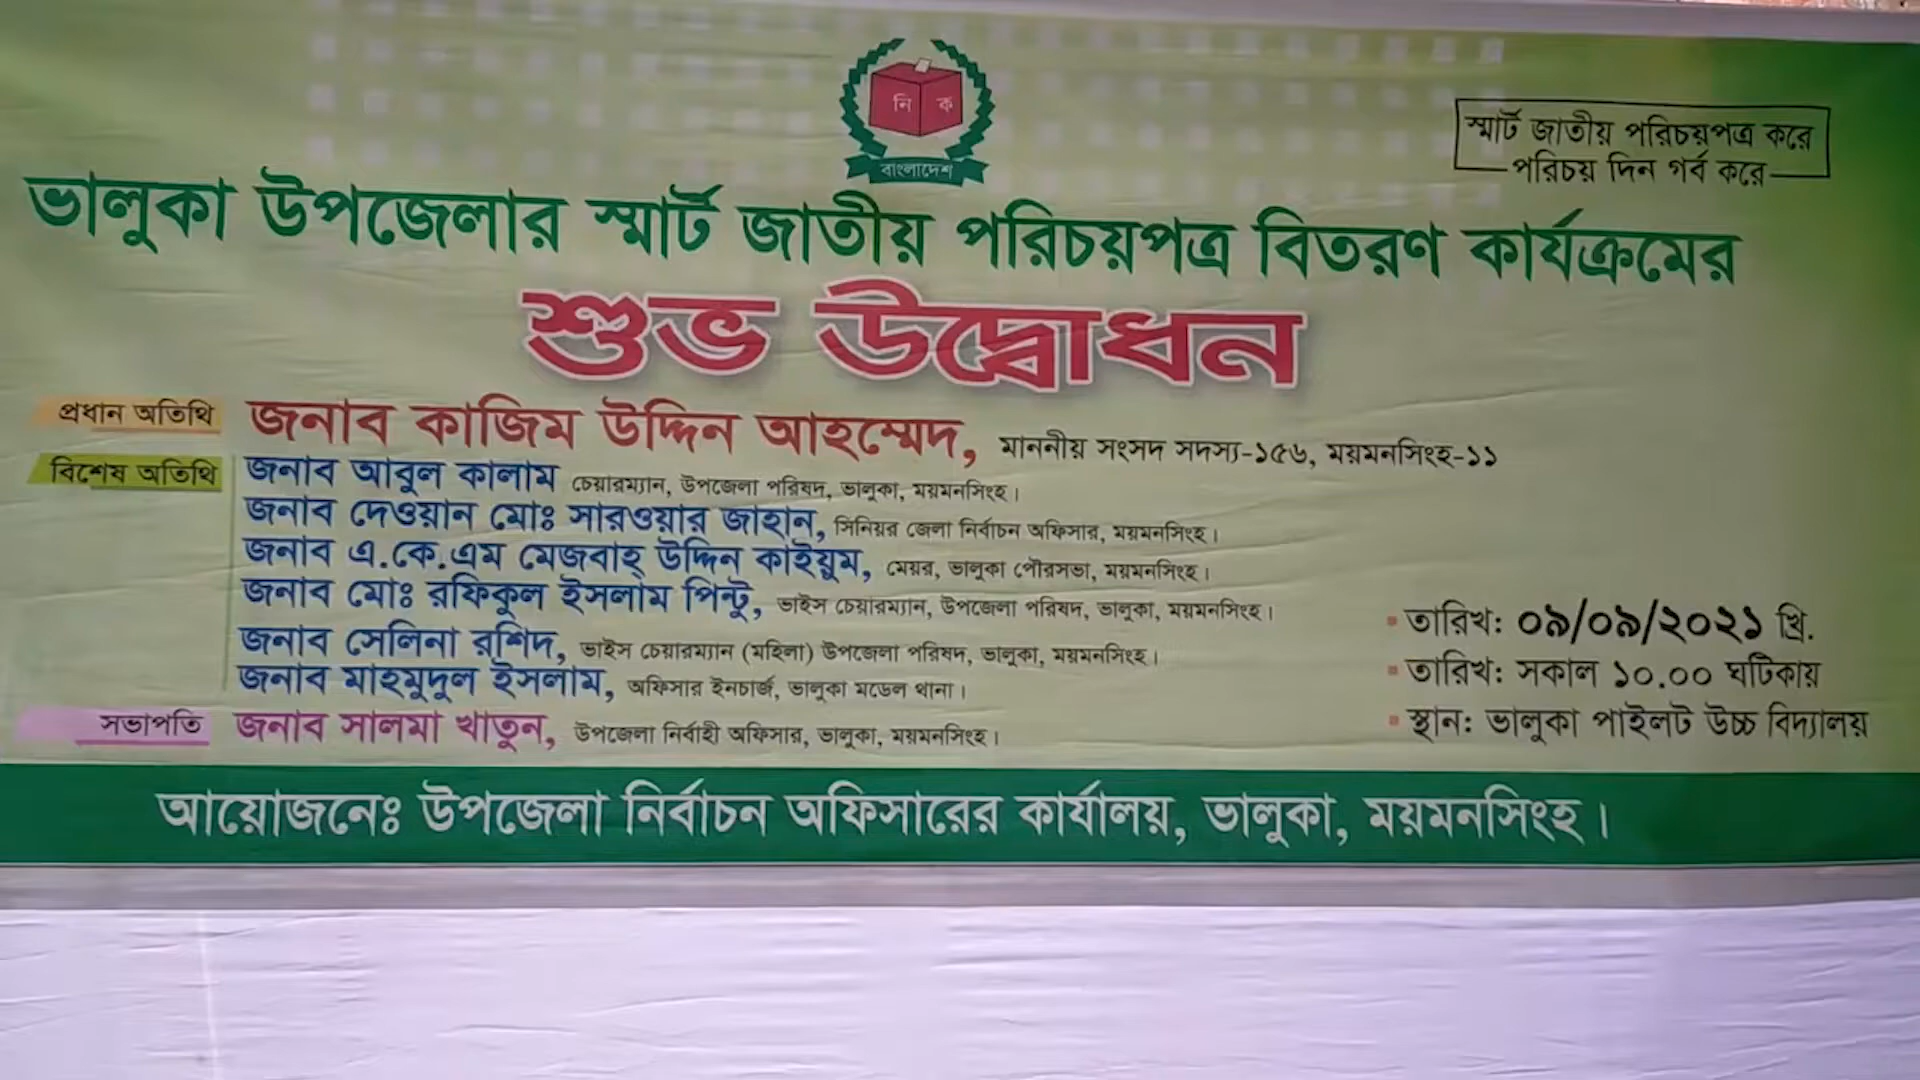 নি ক
বাংলাদেশ
স্মার্ট জাতীয় পরিচয়পত্র করে
পরিচয় দিন গর্ব করে
ভালুকা উপজেলার স্মার্ট জাতীয় পরিচয়পত্র বিতরণ কার্যক্রমের
শুভ উদ্বোধন
প্রধান অতিথি জনাব কাজিম উদ্দিন আহম্মেদ, মাননীয় সংসদ সদস্য-১৫৬, ময়মনসিংহ-১১
বিশেষ অতিথি জনাব আবুল কালাম চেয়ারম্যান, উপজেলা পরিষদ, ভালুকা, ময়মনসিংহ।
জনাব দেওয়ান মোঃ সারওয়ার জাহান, সিনিয়র জেলা নির্বাচন অফিসার, ময়মনসিংহ।
জনাব এ.কে.এম মেজবাহ্ উদ্দিন কাইয়ুম, মেয়র, ভালুকা পৌরসভা, ময়মনসিংহ।
জনাব মোঃ রফিকুল ইসলাম পিন্টু, ভাইস চেয়ারম্যান, উপজেলা পরিষদ, ভালুকা, ময়মনসিংহ।
জনাব সেলিনা রশিদ, ভাইস চেয়ারম্যান (মহিলা) উপজেলা পরিষদ, ভালুকা, ময়মনসিংহ।
জনাব মাহমুদুল ইসলাম, অফিসার ইনচার্জ, ভালুকা মডেল থানা।
সভাপতি জনাব সালমা খাতুন, উপজেলা নির্বাহী অফিসার, ভালুকা, ময়মনসিংহ।
তারিখ: ০৯/০৯/২০২১ খ্রি.
তারিখ: সকাল ১০.০০ ঘটিকায়
স্থান: ভালুকা পাইলট উচ্চ বিদ্যালয়
আয়োজনেঃ উপজেলা নির্বাচন অফিসারের কার্যালয়, ভালুকা, ময়মনসিংহ।